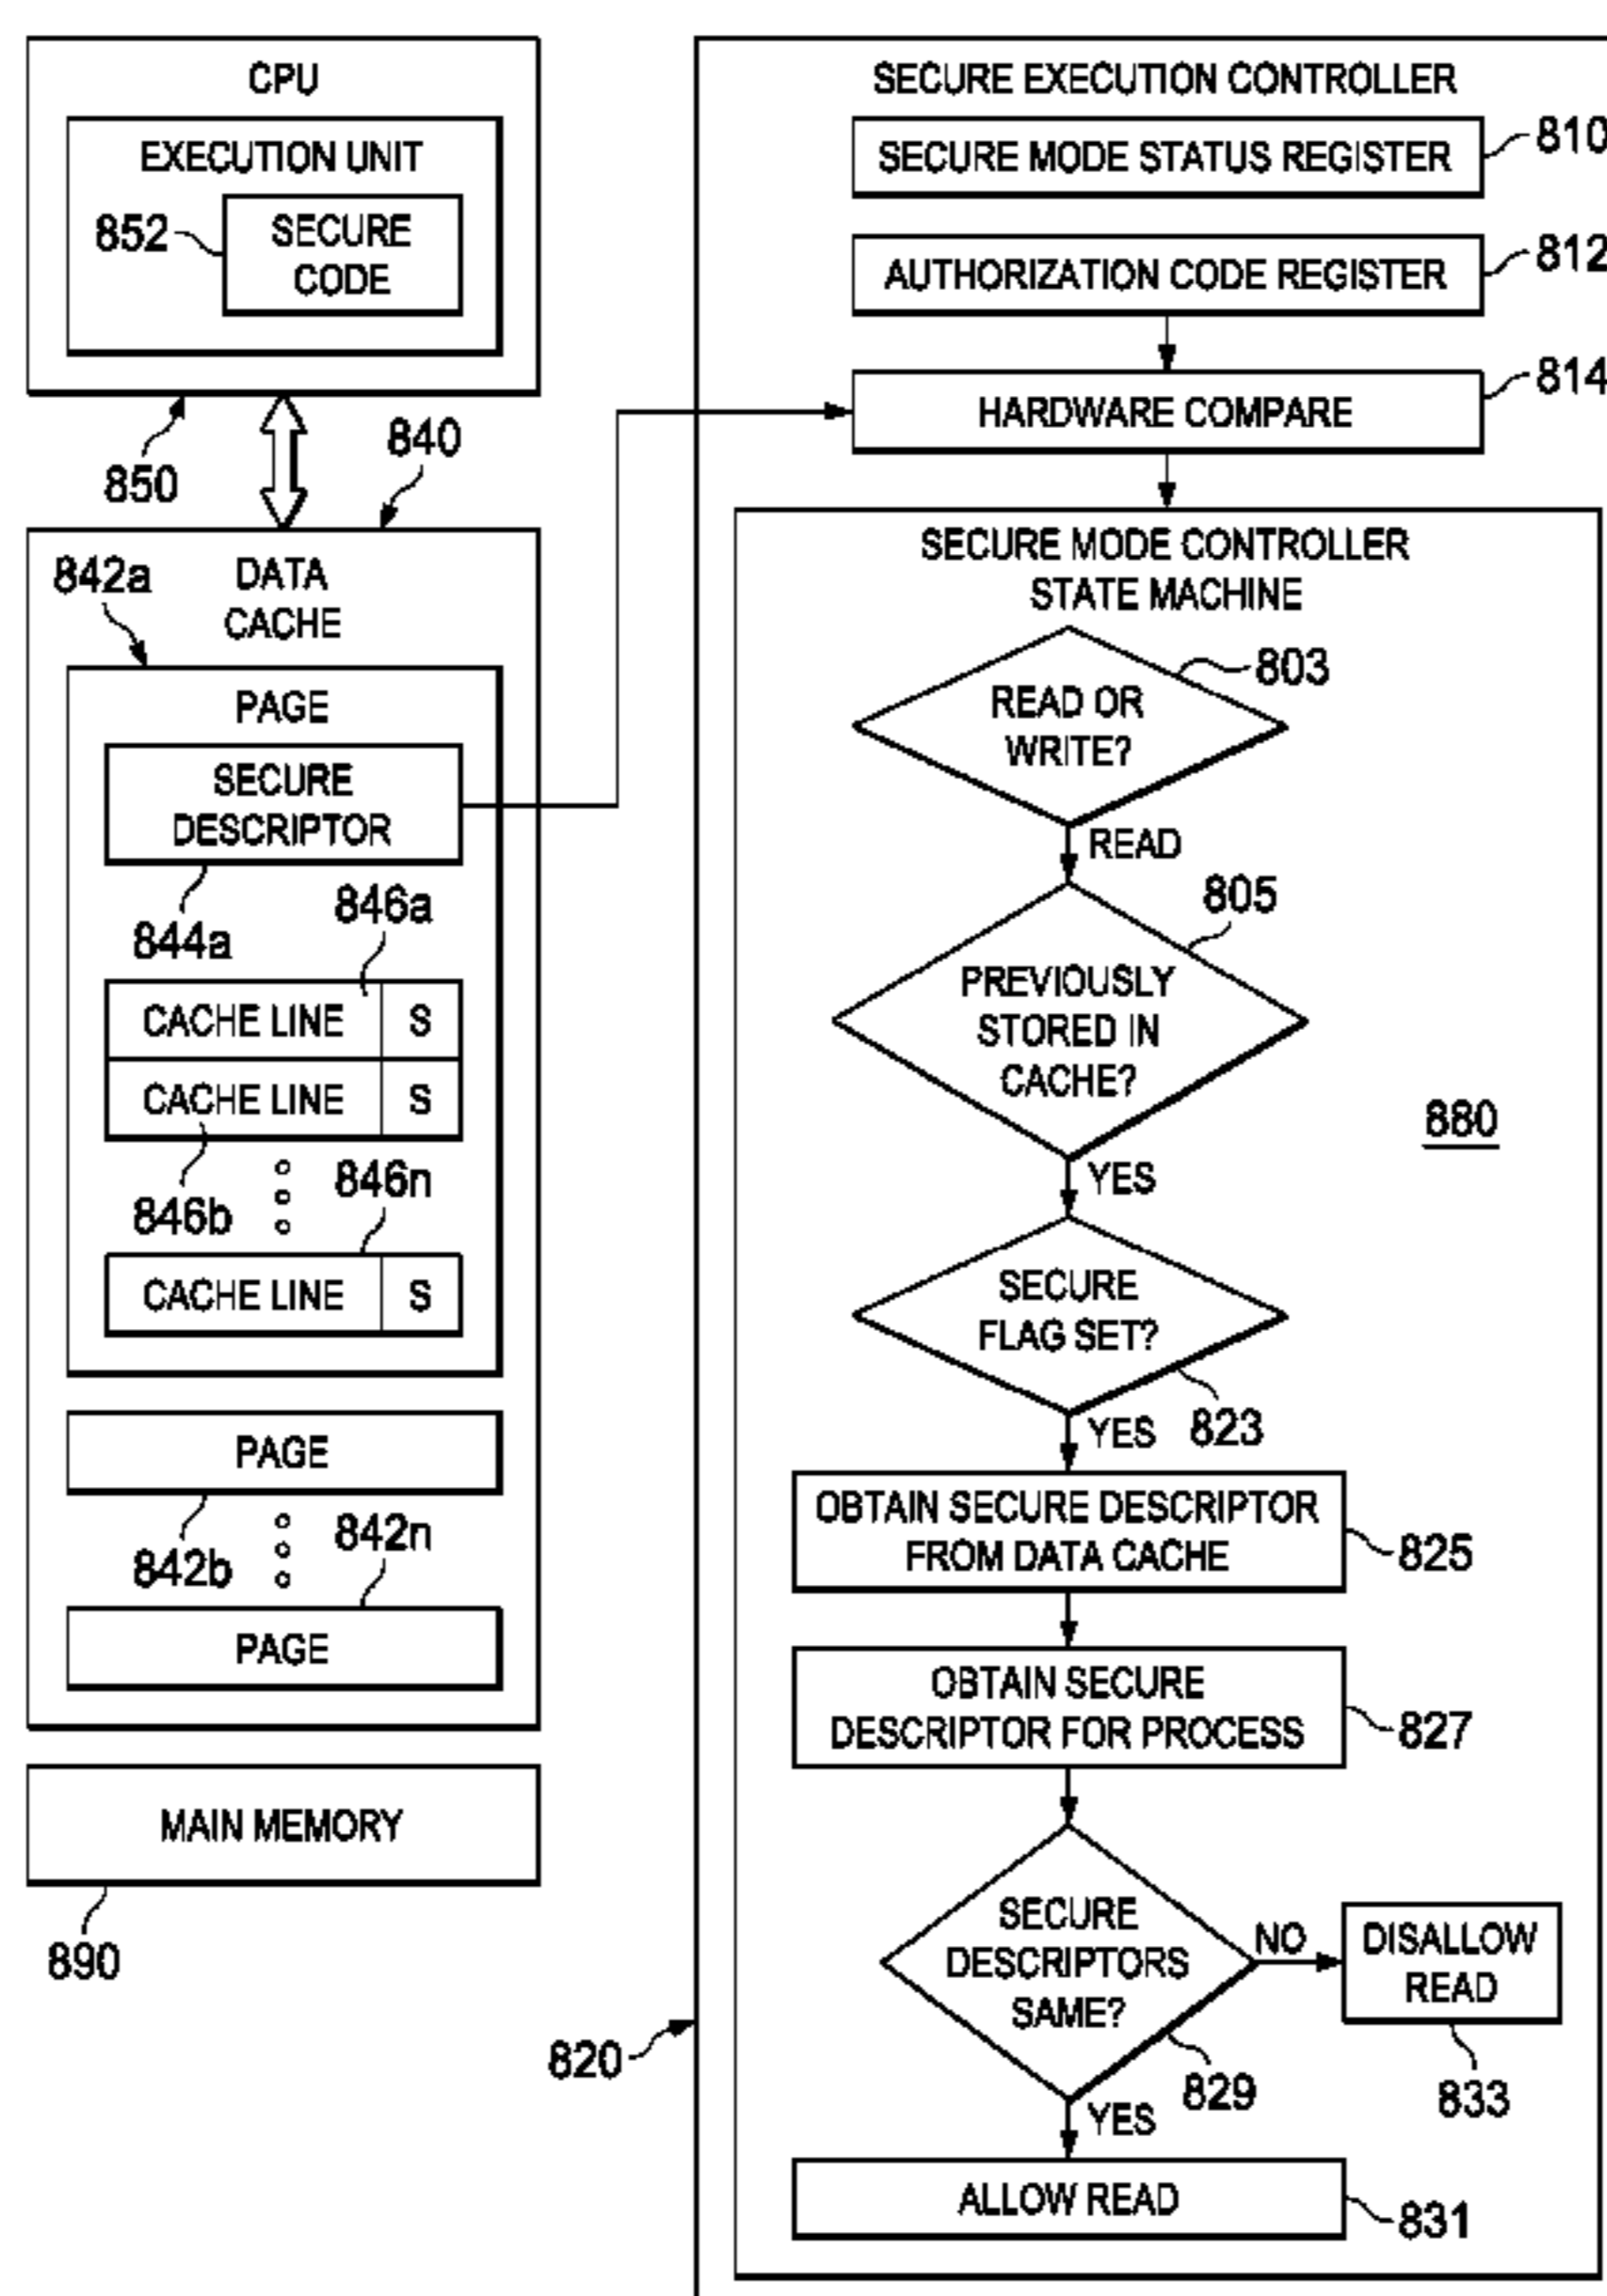 CPU
EXECUTION UNIT
852
SECURE
CODE
850
840
842a
DATA
CACHE
PAGE
SECURE
DESCRIPTOR
844a
846a
CACHE LINE S
CACHE LINE S
846b
846n
CACHE LINE S
PAGE
842b
842n
PAGE
MAIN MEMORY
890
SECURE EXECUTION CONTROLLER
SECURE MODE STATUS REGISTER
810
AUTHORIZATION CODE REGISTER
812
HARDWARE COMPARE
814
SECURE MODE CONTROLLER
STATE MACHINE
803
READ OR
WRITE?
READ
805
PREVIOUSLY
STORED IN
CACHE?
880
YES
SECURE
FLAG SET?
823
YES
OBTAIN SECURE DESCRIPTOR
FROM DATA CACHE
825
OBTAIN SECURE
DESCRIPTOR FOR PROCESS
827
SECURE
DESCRIPTORS
SAME?
NO
DISALLOW
READ
820
829
833
YES
ALLOW READ
831